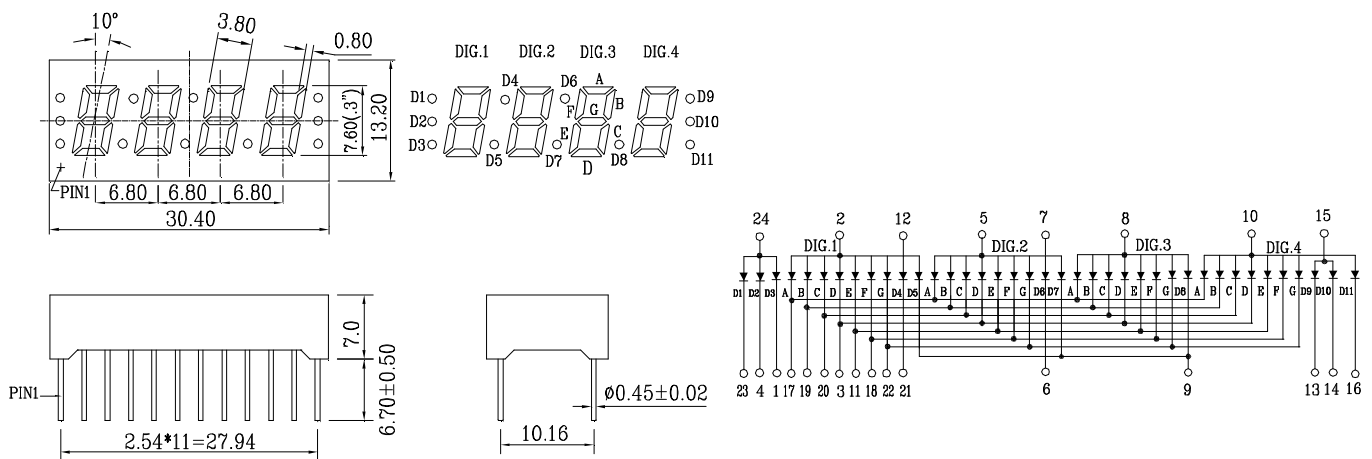 10°
3.80
0.80
7.60(.3")
13.20
PIN1
6.80 6.80 6.80
30.40
DIG.1 DIG.2 DIG.3 DIG.4
D4 D6 A
D1 D9
F G B
D2 D10
E C
D3 D5 D7 D8 D11
D
7.0
PIN1
6.70±0.50
2.54*11=27.94
ø0.45±0.02
10.16
24 2 12 5 7 8 10 15
DIG.1 DIG.2 DIG.3 DIG.4
D1 D2 D3 A B C D E F G D4 D5 A B C D E F G D6 D7 A B C D E F G D8 A B C D E F G D9 D10 D11
23 4 1 17 19 20 3 11 18 22 21 6 9 13 14 16